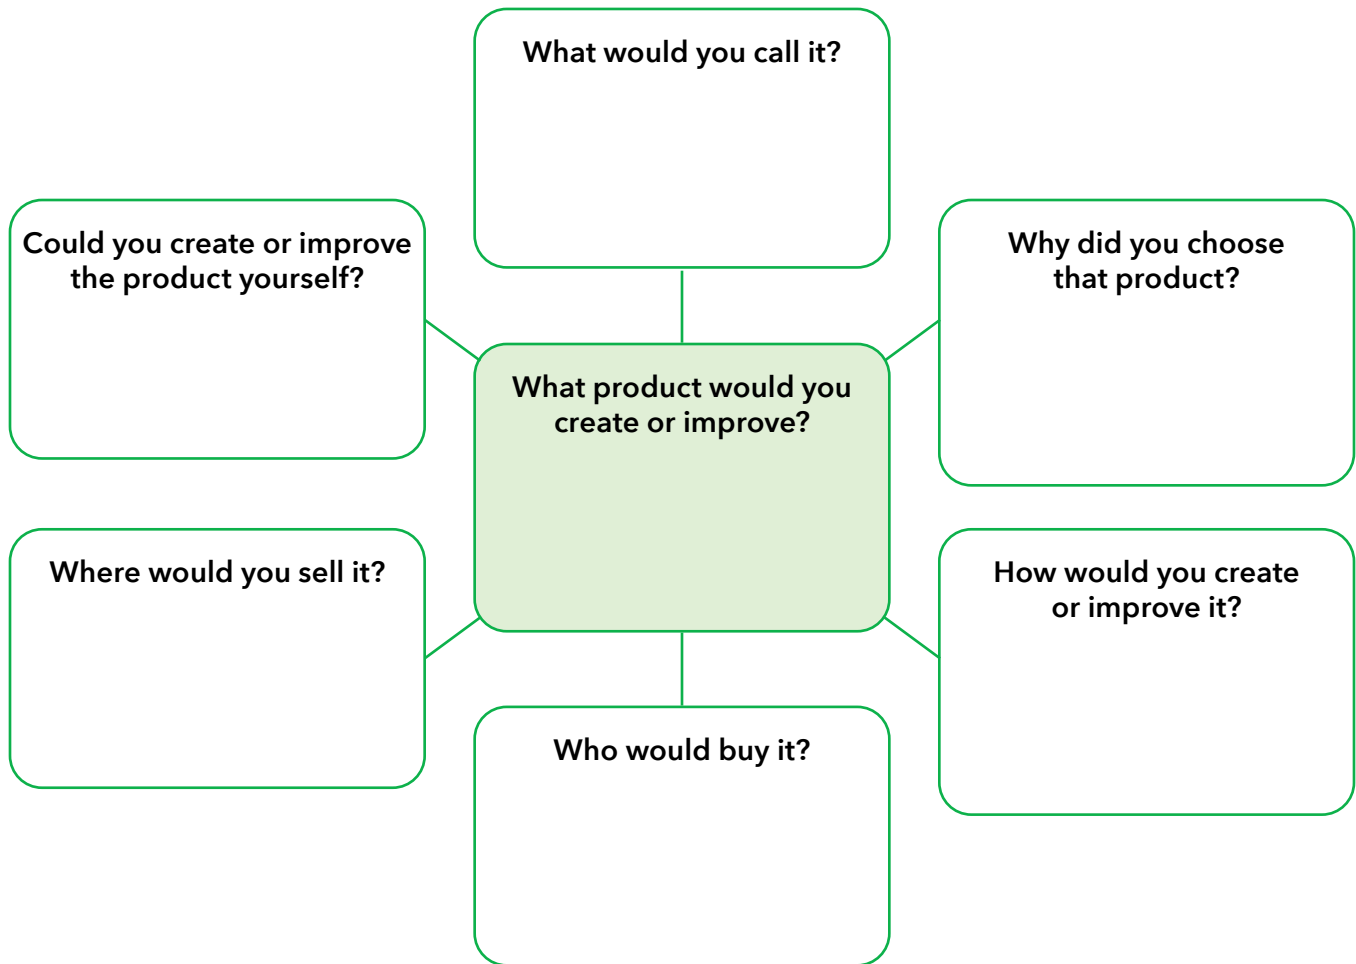 What would you call it?
Could you create or improve
the product yourself?
Why did you choose
that product?
What product would you
create or improve?
Where would you sell it?
How would you create
or improve it?
Who would buy it?